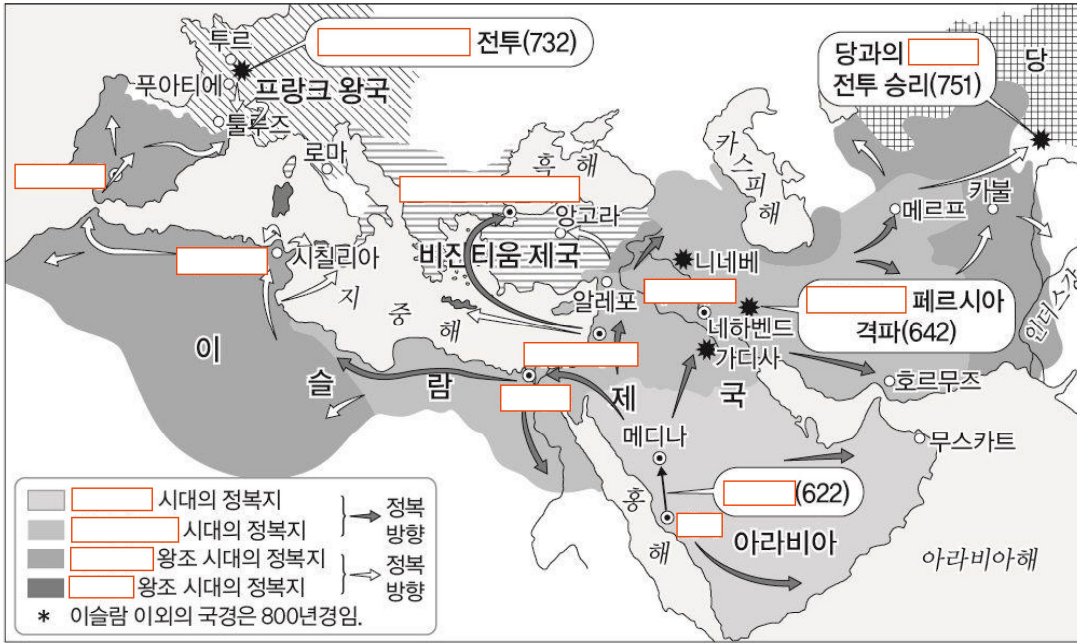 투르
전투(732)
푸아티에
프랑크 왕국
툴루즈
로마
당과의
전투 승리(751)
당
흑해
카스피해
앙고라
메르프
카불
시칠리아
비잔티움 제국
니네베
알레포
지중해
네하벤드
페르시아
격파(642)
가디사
인더스강
호르무즈
이슬람 제국
메디나
무스카트
(622)
홍해
아라비아
아라비아해
시대의 정복지
시대의 정복지
정복
방향
왕조 시대의 정복지
왕조 시대의 정복지
정복
방향
* 이슬람 이외의 국경은 800년경임.